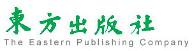 東方出版社
The Eastern Publishing Company